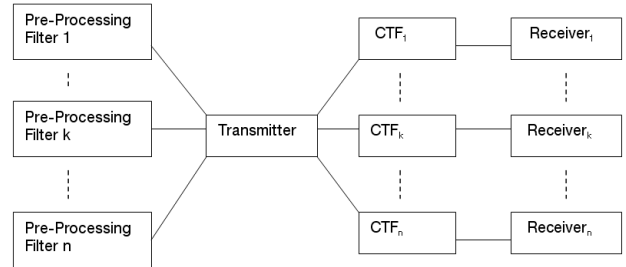 Pre-Processing
Filter 1
CTF₁
Receiver₁
Pre-Processing
Filter k
Transmitter
CTFₖ
Receiverₖ
Pre-Processing
Filter n
CTFₙ
Receiverₙ